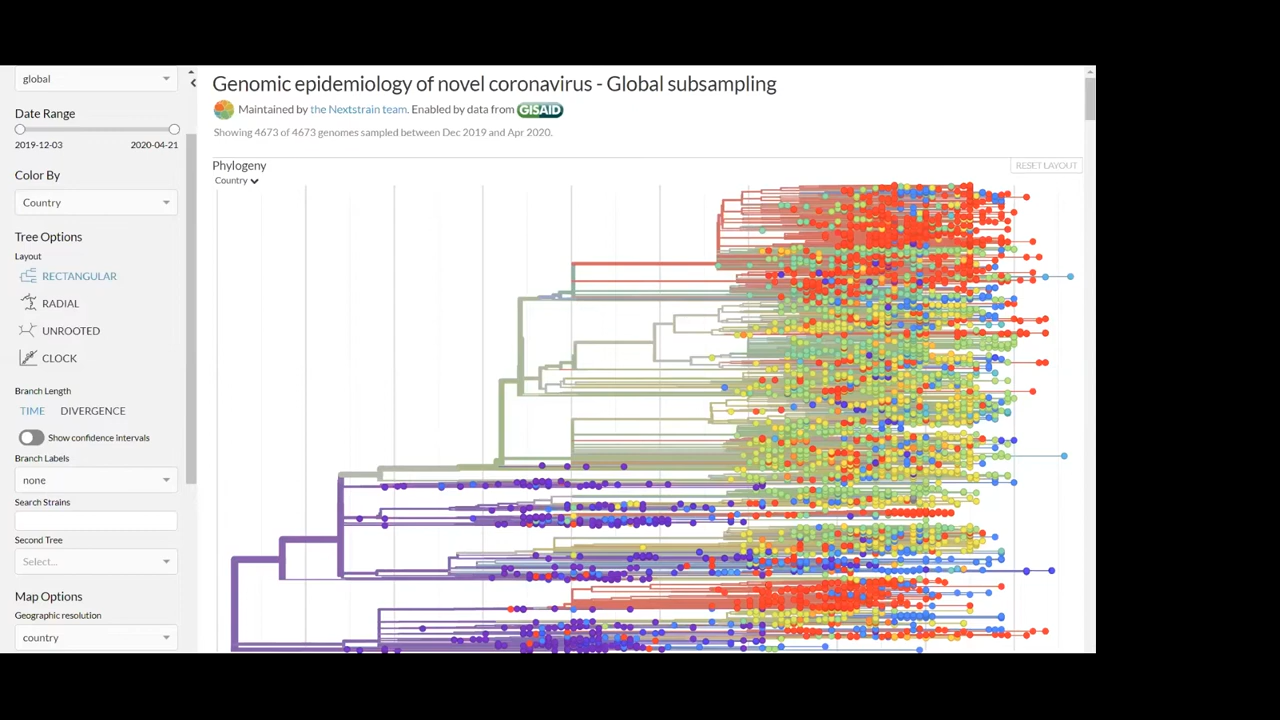 global
Date Range
2019-12-03 2020-04-21
Color By
Country
Tree Options
Layout
RECTANGULAR
RADIAL
UNROOTED
CLOCK
Branch Length
TIME DIVERGENCE
Show confidence intervals
Branch Labels
none
Search Strains
Second Tree
Select...
Map Options
Geographic resolution
country
Genomic epidemiology of novel coronavirus - Global subsampling
Maintained by the Nextstrain team. Enabled by data from GISAID
Showing 4673 of 4673 genomes sampled between Dec 2019 and Apr 2020.
Phylogeny
RESET LAYOUT
Country